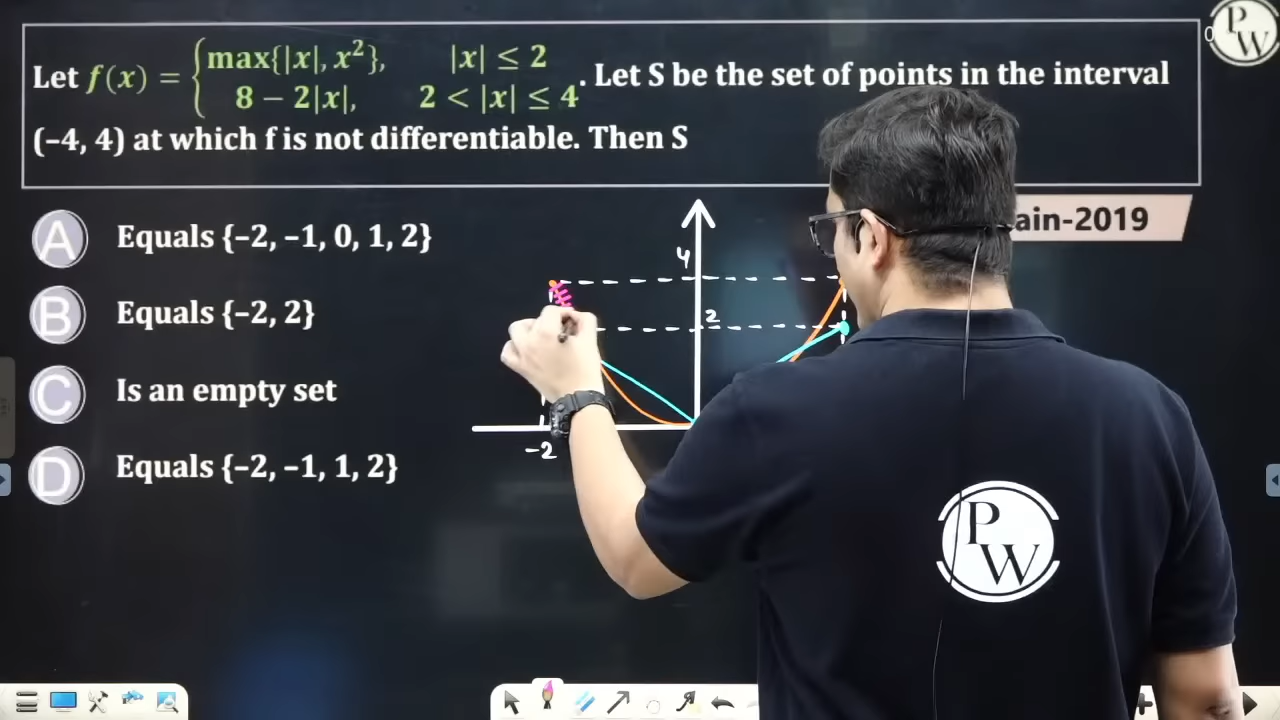 Let f(x) = { max{|x|, x²}, |x| ≤ 2
8 − 2|x|, 2 < |x| ≤ 4 . Let S be the set of points in the interval
(−4, 4) at which f is not differentiable. Then S
ain-2019
A Equals {−2, −1, 0, 1, 2}
B Equals {−2, 2}
C Is an empty set
D Equals {−2, −1, 1, 2}
4
2
-2
PW
PW